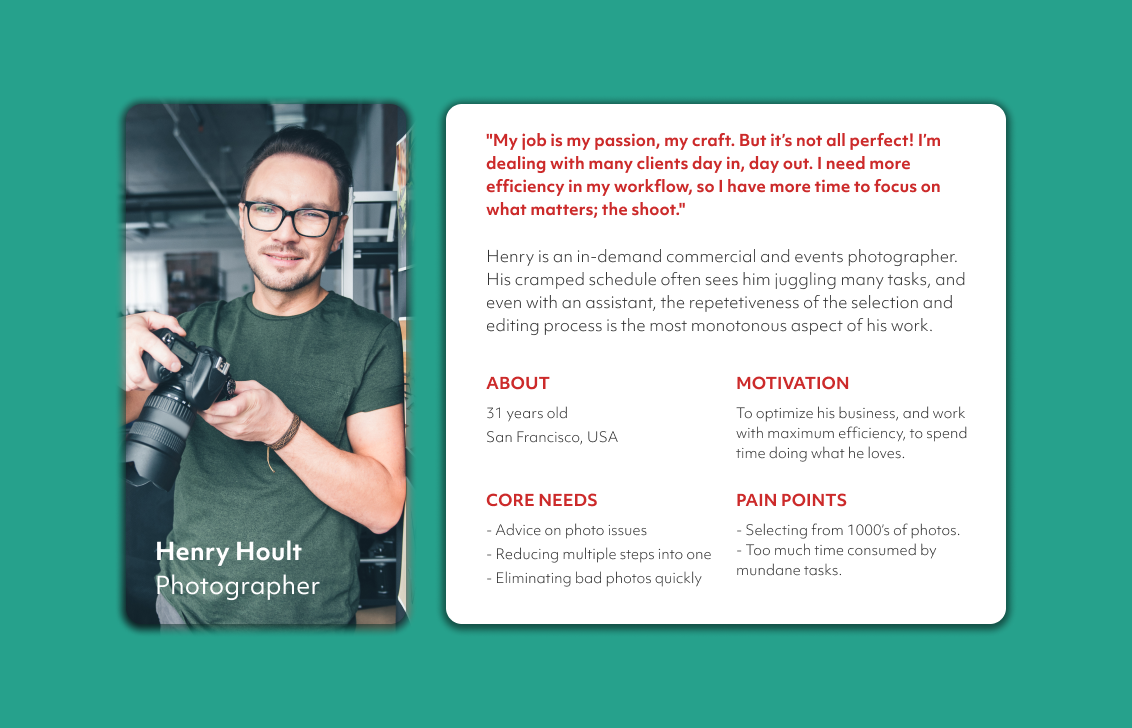 "My job is my passion, my craft. But it’s not all perfect! I’m
dealing with many clients day in, day out. I need more
efficiency in my workflow, so I have more time to focus on
what matters; the shoot."
Henry is an in-demand commercial and events photographer.
His cramped schedule often sees him juggling many tasks, and
even with an assistant, the repetetiveness of the selection and
editing process is the most monotonous aspect of his work.
ABOUT
31 years old
San Francisco, USA
MOTIVATION
To optimize his business, and work
with maximum efficiency, to spend
time doing what he loves.
CORE NEEDS
- Advice on photo issues
- Reducing multiple steps into one
- Eliminating bad photos quickly
PAIN POINTS
- Selecting from 1000’s of photos.
- Too much time consumed by
mundane tasks.
Henry Hoult
Photographer